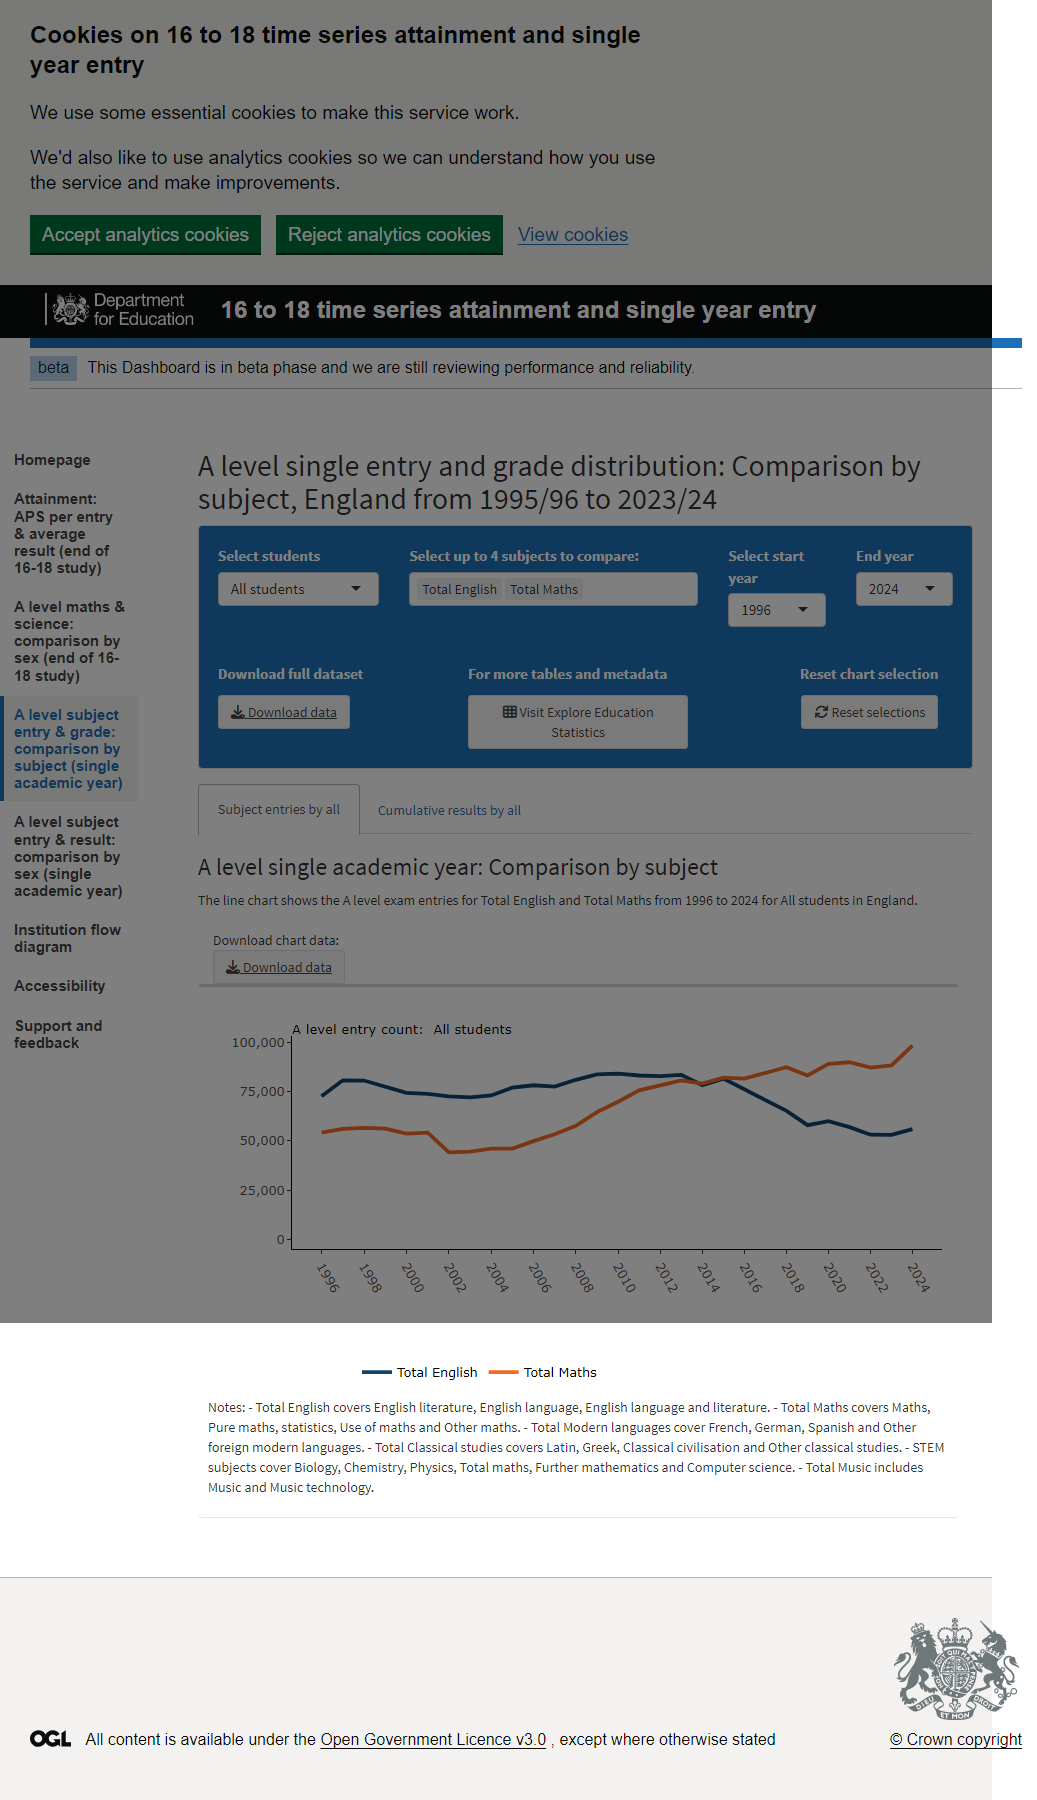 Cookies on 16 to 18 time series attainment and single
year entry
We use some essential cookies to make this service work.
We'd also like to use analytics cookies so we can understand how you use
the service and make improvements.
Accept analytics cookies Reject analytics cookies View cookies
Department
for Education
16 to 18 time series attainment and single year entry
beta This Dashboard is in beta phase and we are still reviewing performance and reliability.
Homepage
Attainment:
APS per entry
& average
result (end of
16-18 study)
A level maths &
science:
comparison by
sex (end of 16-
18 study)
A level subject
entry & grade:
comparison by
subject (single
academic year)
A level subject
entry & result:
comparison by
sex (single
academic year)
Institution flow
diagram
Accessibility
Support and
feedback
A level single entry and grade distribution: Comparison by
subject, England from 1995/96 to 2023/24
Select students
All students
Select up to 4 subjects to compare:
Total English Total Maths
Select start
year
1996
End year
2024
Download full dataset
Download data
For more tables and metadata
Visit Explore Education
Statistics
Reset chart selection
Reset selections
Subject entries by all Cumulative results by all
A level single academic year: Comparison by subject
The line chart shows the A level exam entries for Total English and Total Maths from 1996 to 2024 for All students in England.
Download chart data:
Download data
A level entry count: All students
100,000
75,000
50,000
25,000
0
1996 1998 2000 2002 2004 2006 2008 2010 2012 2014 2016 2018 2020 2022 2024
Total English Total Maths
Notes: - Total English covers English literature, English language, English language and literature. - Total Maths covers Maths,
Pure maths, statistics, Use of maths and Other maths. - Total Modern languages cover French, German, Spanish and Other
foreign modern languages. - Total Classical studies covers Latin, Greek, Classical civilisation and Other classical studies. - STEM
subjects cover Biology, Chemistry, Physics, Total maths, Further mathematics and Computer science. - Total Music includes
Music and Music technology.
DIEU ET MON DROIT
OGL All content is available under the Open Government Licence v3.0 , except where otherwise stated
© Crown copyright